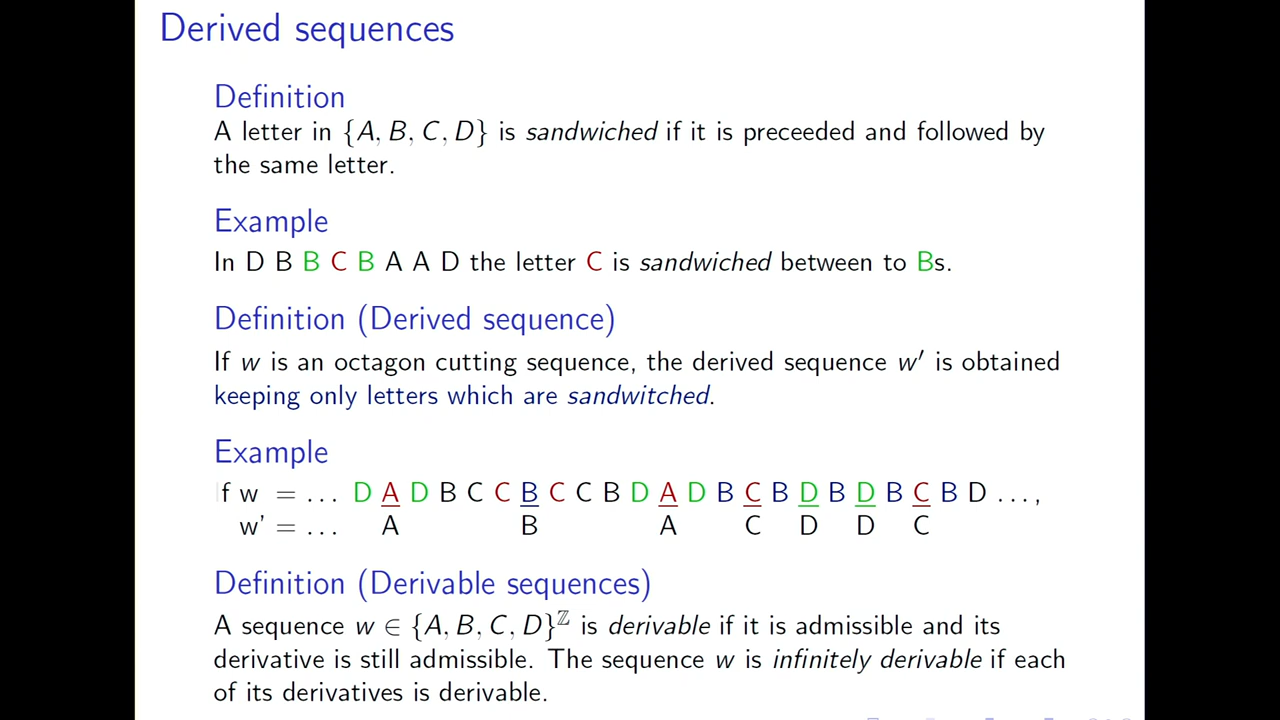 Derived sequences
Definition
A letter in {A, B, C, D} is sandwiched if it is preceeded and followed by
the same letter.
Example
In D B B C B A A D the letter C is sandwiched between to Bs.
Definition (Derived sequence)
If w is an octagon cutting sequence, the derived sequence w′ is obtained
keeping only letters which are sandwitched.
Example
If w = ... D A D B C C B C C B D A D B C B D B D B C B D ...,
w' = ... A B A C D D C
Definition (Derivable sequences)
A sequence w ∈ {A, B, C, D}^ℤ is derivable if it is admissible and its
derivative is still admissible. The sequence w is infinitely derivable if each
of its derivatives is derivable.